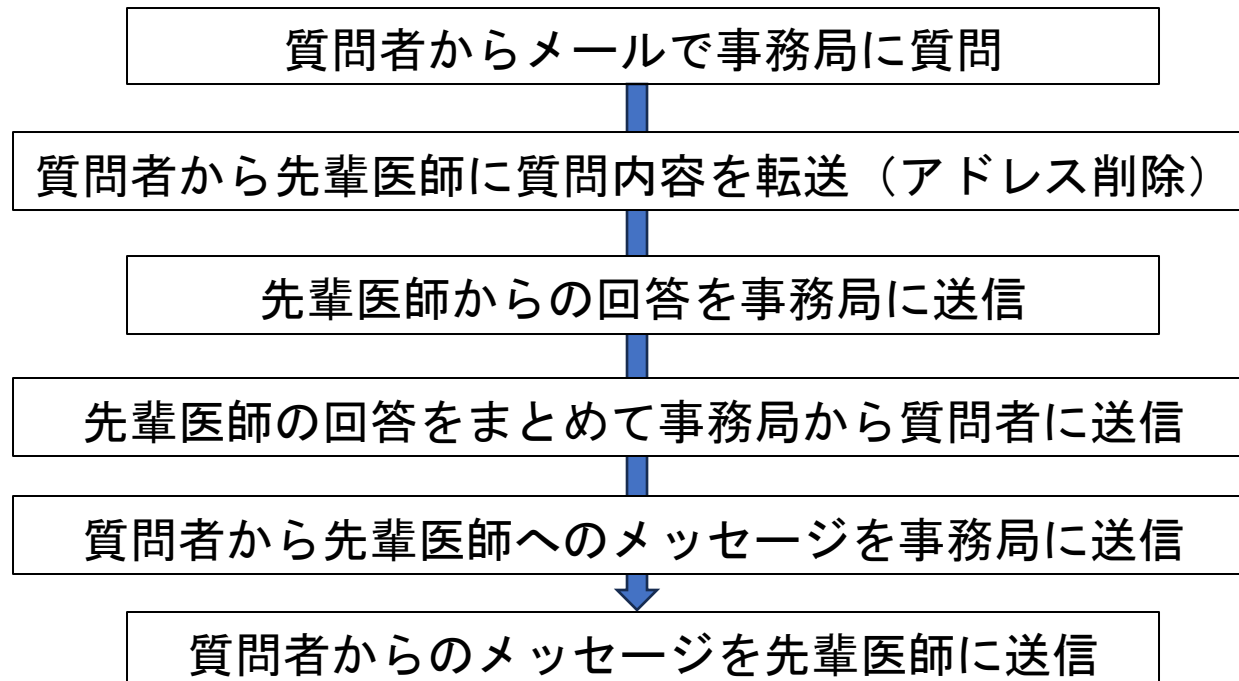 質問者からメールで事務局に質問
質問者から先輩医師に質問内容を転送（アドレス削除）
先輩医師からの回答を事務局に送信
先輩医師の回答をまとめて事務局から質問者に送信
質問者から先輩医師へのメッセージを事務局に送信
質問者からのメッセージを先輩医師に送信